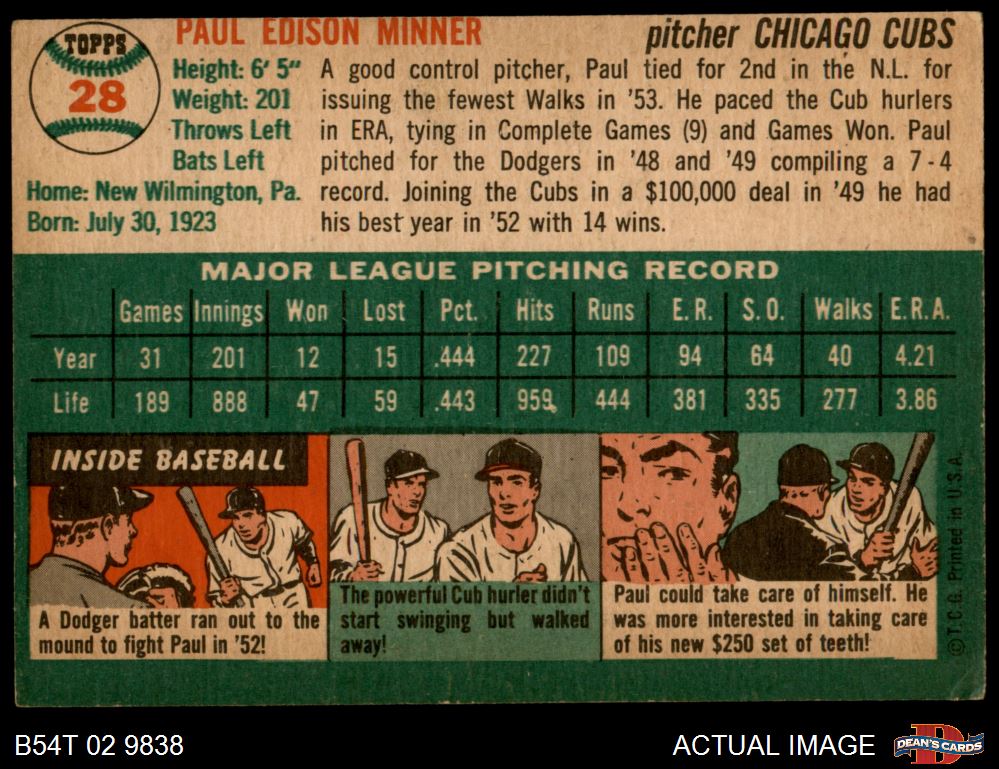 TOPPS
28
PAUL EDISON MINNER
pitcher CHICAGO CUBS
Height: 6' 5"
Weight: 201
Throws Left
Bats Left
Home: New Wilmington, Pa.
Born: July 30, 1923
A good control pitcher, Paul tied for 2nd in the N.L. for
issuing the fewest Walks in '53. He paced the Cub hurlers
in ERA, tying in Complete Games (9) and Games Won. Paul
pitched for the Dodgers in '48 and '49 compiling a 7-4
record. Joining the Cubs in a $100,000 deal in '49 he had
his best year in '52 with 14 wins.
MAJOR LEAGUE PITCHING RECORD
Games Innings Won Lost Pct. Hits Runs E.R. S.O. Walks E.R.A.
Year 31 201 12 15 .444 227 109 94 64 40 4.21
Life 189 888 47 59 .443 959 444 381 335 277 3.86
INSIDE BASEBALL
A Dodger batter ran out to the
mound to fight Paul in '52!
The powerful Cub hurler didn't
start swinging but walked
away!
Paul could take care of himself. He
was more interested in taking care
of his new $250 set of teeth!
©T.C.G. Printed in U.S.A.
B54T 02 9838
ACTUAL IMAGE
DEAN'S CARDS